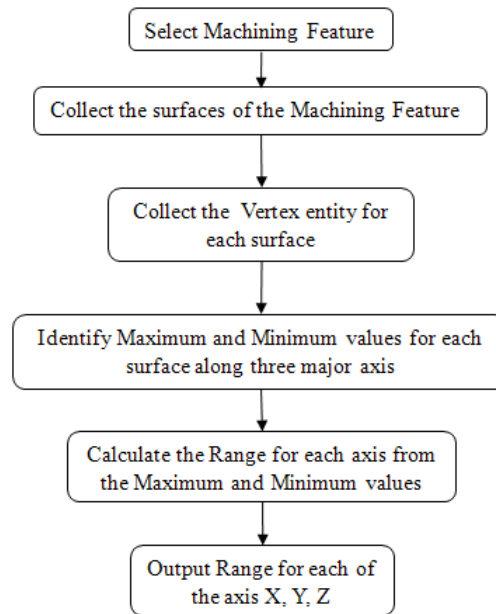 Select Machining Feature
Collect the surfaces of the Machining Feature
Collect the Vertex entity for
each surface
Identify Maximum and Minimum values for each
surface along three major axis
Calculate the Range for each axis from
the Maximum and Minimum values
Output Range for each of
the axis X, Y, Z